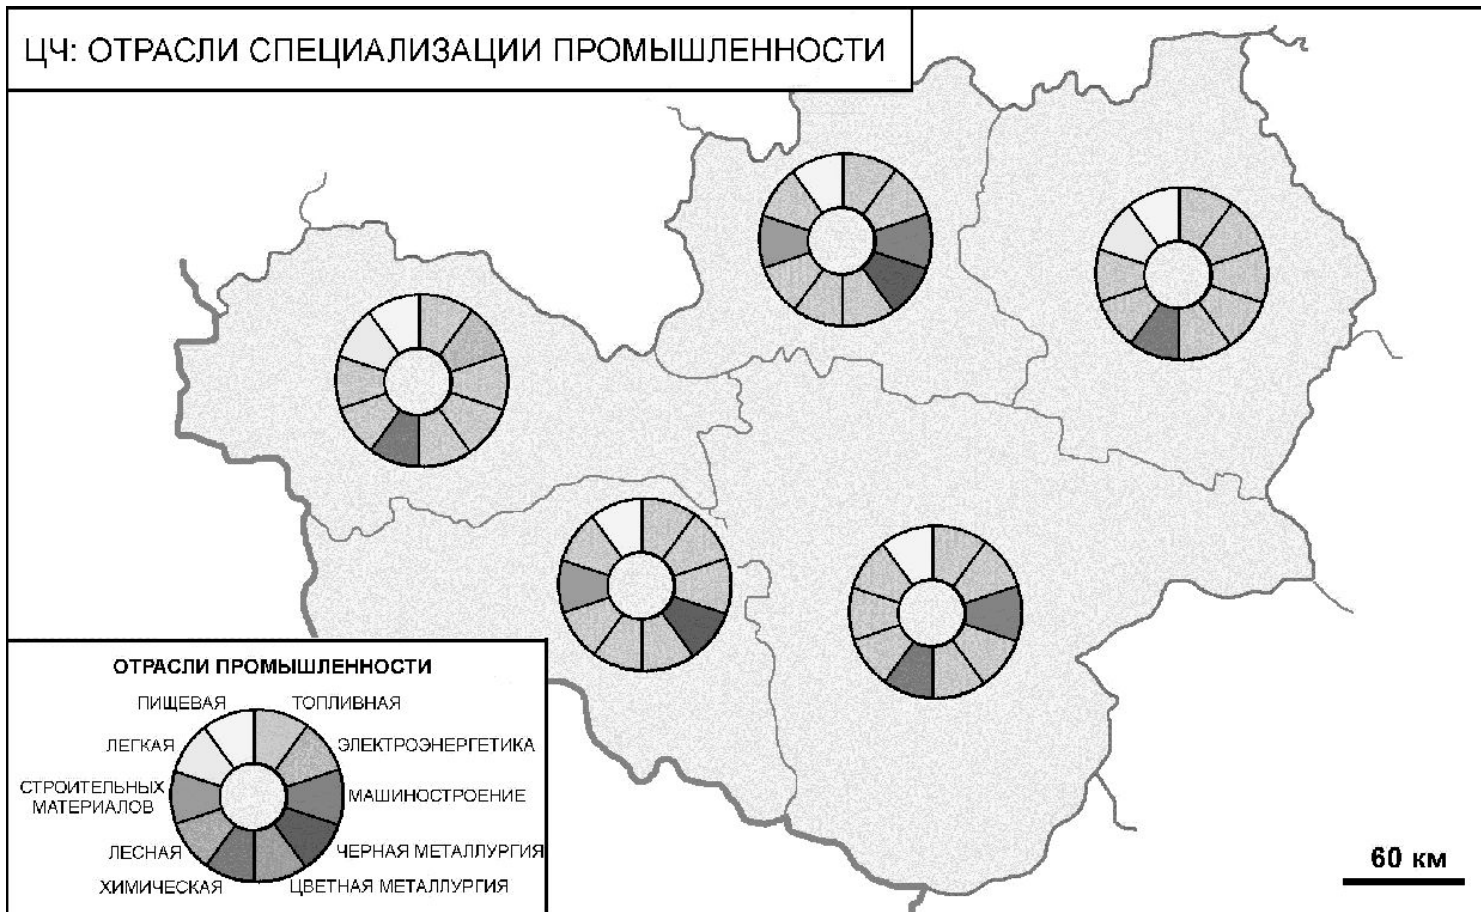 ЦЧ: ОТРАСЛИ СПЕЦИАЛИЗАЦИИ ПРОМЫШЛЕННОСТИ
ОТРАСЛИ ПРОМЫШЛЕННОСТИ
ПИЩЕВАЯ
ТОПЛИВНАЯ
ЛЕГКАЯ
ЭЛЕКТРОЭНЕРГЕТИКА
СТРОИТЕЛЬНЫХ
МАТЕРИАЛОВ
МАШИНОСТРОЕНИЕ
ЛЕСНАЯ
ЧЕРНАЯ МЕТАЛЛУРГИЯ
ХИМИЧЕСКАЯ
ЦВЕТНАЯ МЕТАЛЛУРГИЯ
60 км